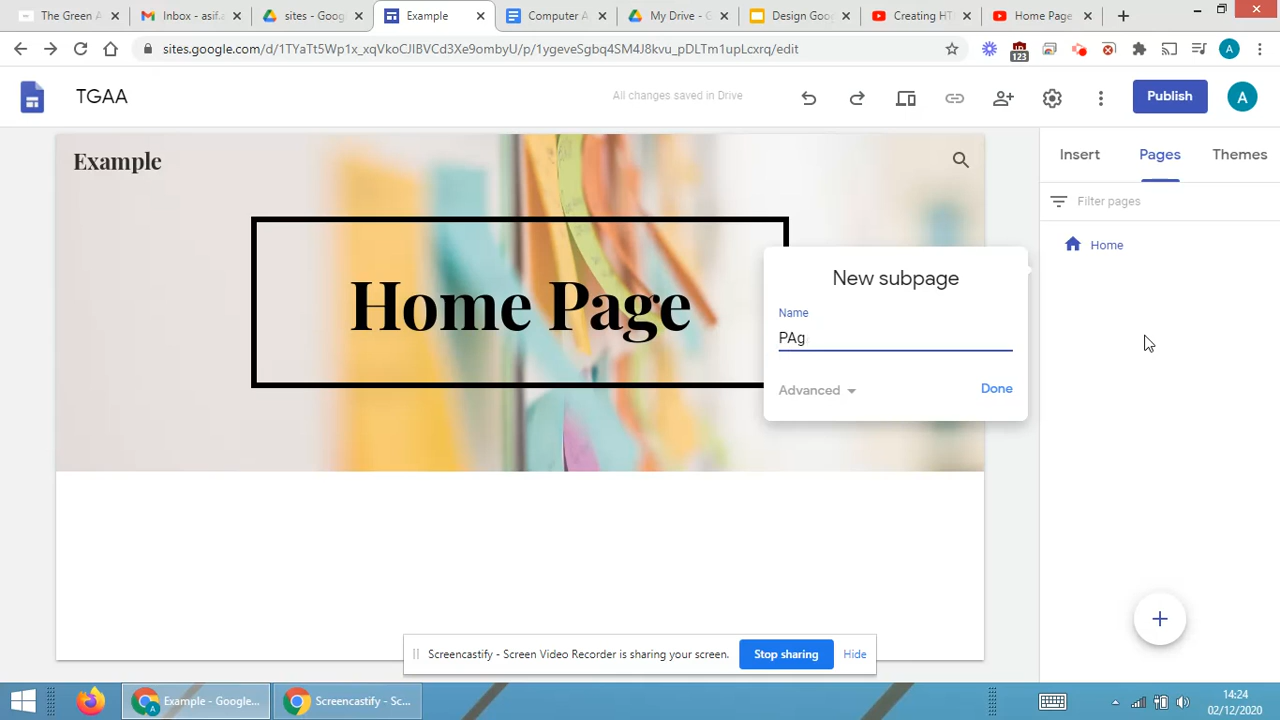 The Green A
Inbox - asif.a
sites - Goog
Example
Computer A
My Drive - G
Design Goo
Creating HT
Home Page
sites.google.com/d/1TYaTt5Wp1x_xqVkoCJIBVCd3Xe9ombyU/p/1ygeveSgbq4SM4J8kvu_pDLTm1upLcxrq/edit
123
A
TGAA
All changes saved in Drive
Publish
A
Example
Insert
Pages
Themes
Filter pages
Home
Home Page
New subpage
Name
PAg
Advanced
Done
Screencastify - Screen Video Recorder is sharing your screen.
Stop sharing
Hide
Example - Google...
Screencastify - Sc...
14:24
02/12/2020